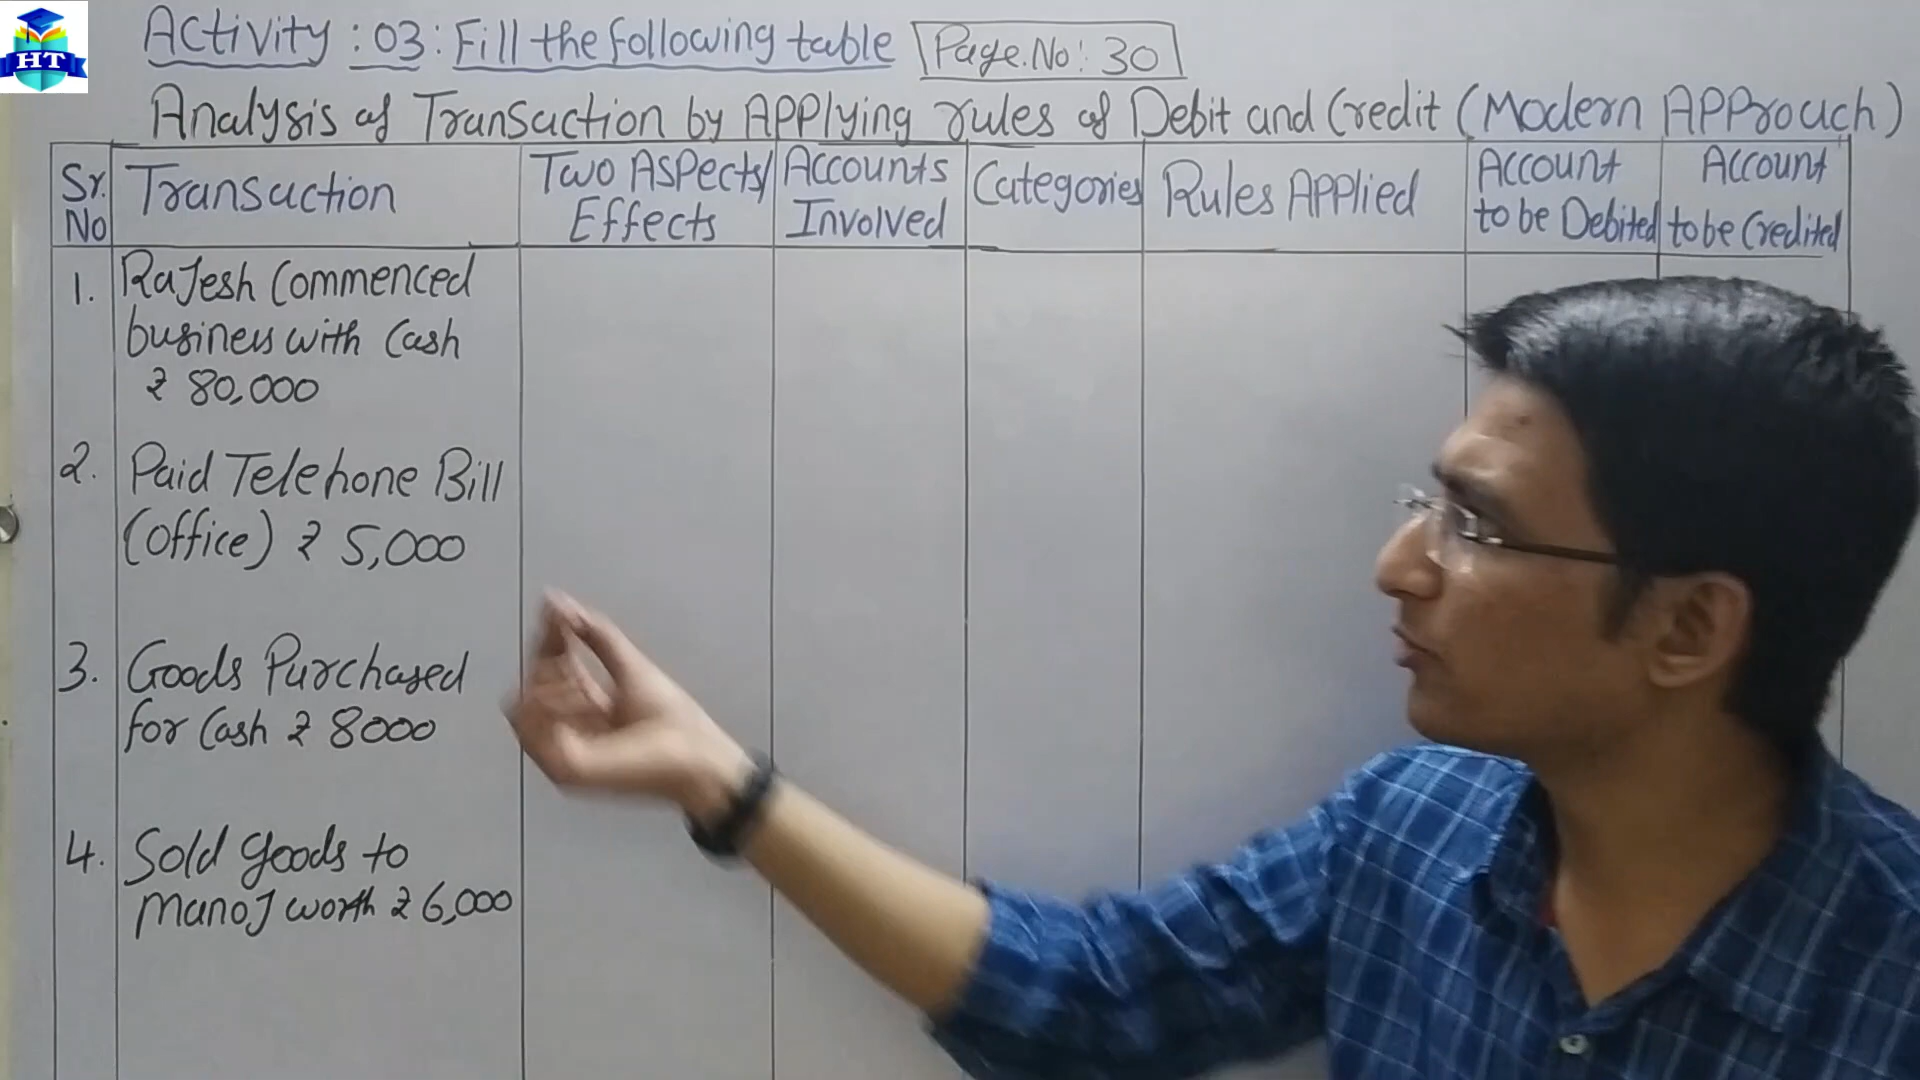 HT
Activity : 03 : Fill the following table Page.No: 30
Analysis of Transaction by Applying rules of Debit and Credit (Modern Approach)
Sr. No
Transaction
Two Aspects/
Effects
Accounts
Involved
Categories
Rules Applied
Account
to be Debited
Account
to be Credited
1. Rajesh Commenced
business with Cash
₹ 80,000
2. Paid Telehone Bill
(office) ₹ 5,000
3. Goods Purchased
for Cash ₹ 8000
4. Sold goods to
Manoj worth ₹ 6,000